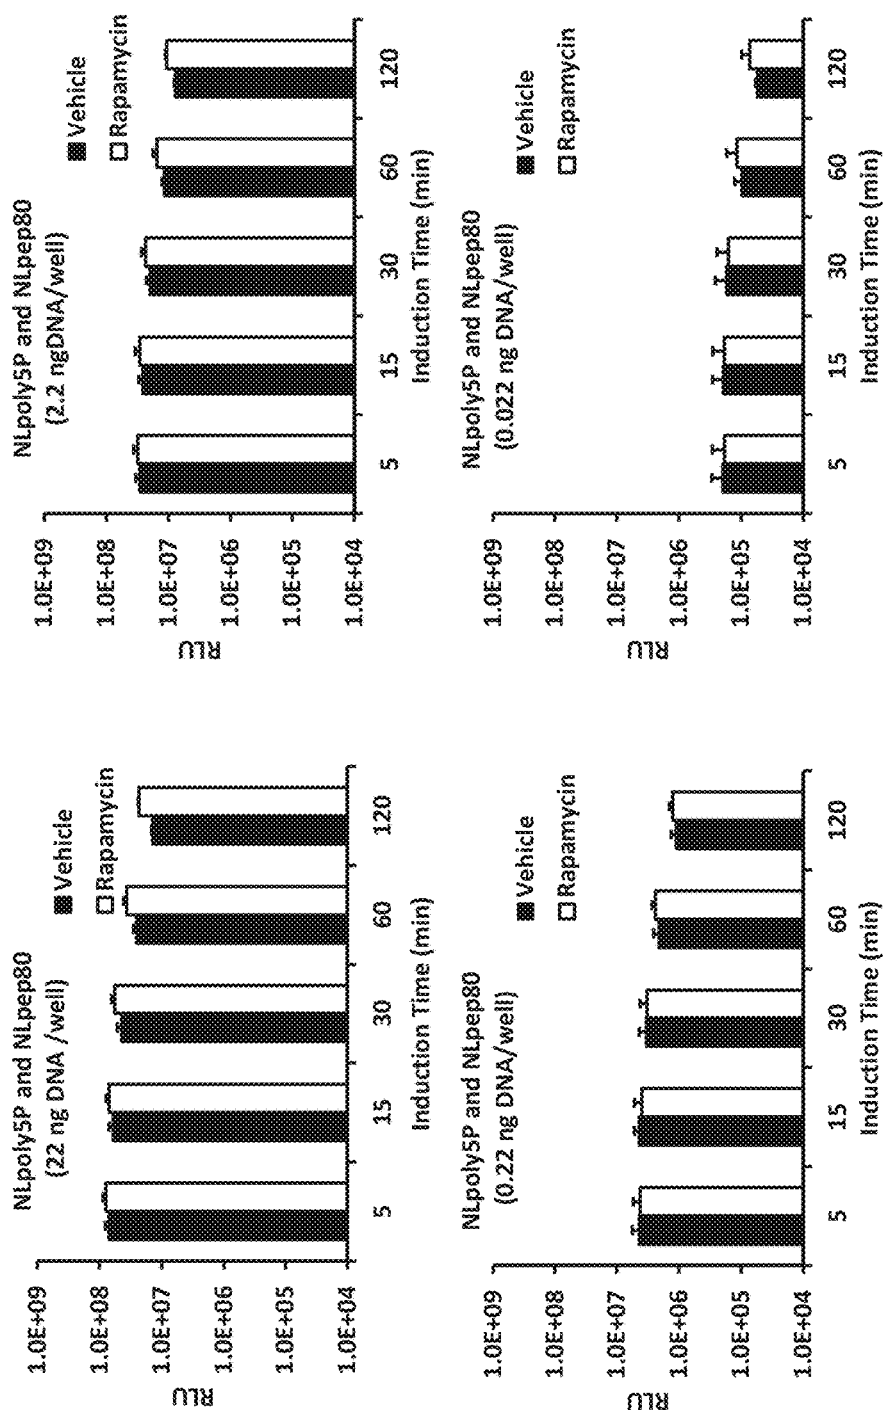 NLpoly5P and NLpep80
(22 ng DNA /well)
Vehicle
Rapamycin
1.0E+09
1.0E+08
1.0E+07
1.0E+06
1.0E+05
1.0E+04
RLU
5
15
30
60
120
Induction Time (min)
NLpoly5P and NLpep80
(2.2 ngDNA/well)
Vehicle
Rapamycin
1.0E+09
1.0E+08
1.0E+07
1.0E+06
1.0E+05
1.0E+04
RLU
5
15
30
60
120
Induction Time (min)
NLpoly5P and NLpep80
(0.22 ng DNA/well)
Vehicle
Rapamycin
1.0E+09
1.0E+08
1.0E+07
1.0E+06
1.0E+05
1.0E+04
RLU
5
15
30
60
120
Induction Time (min)
NLpoly5P and NLpep80
(0.022 ng DNA/well)
Vehicle
Rapamycin
1.0E+09
1.0E+08
1.0E+07
1.0E+06
1.0E+05
1.0E+04
RLU
5
15
30
60
120
Induction Time (min)